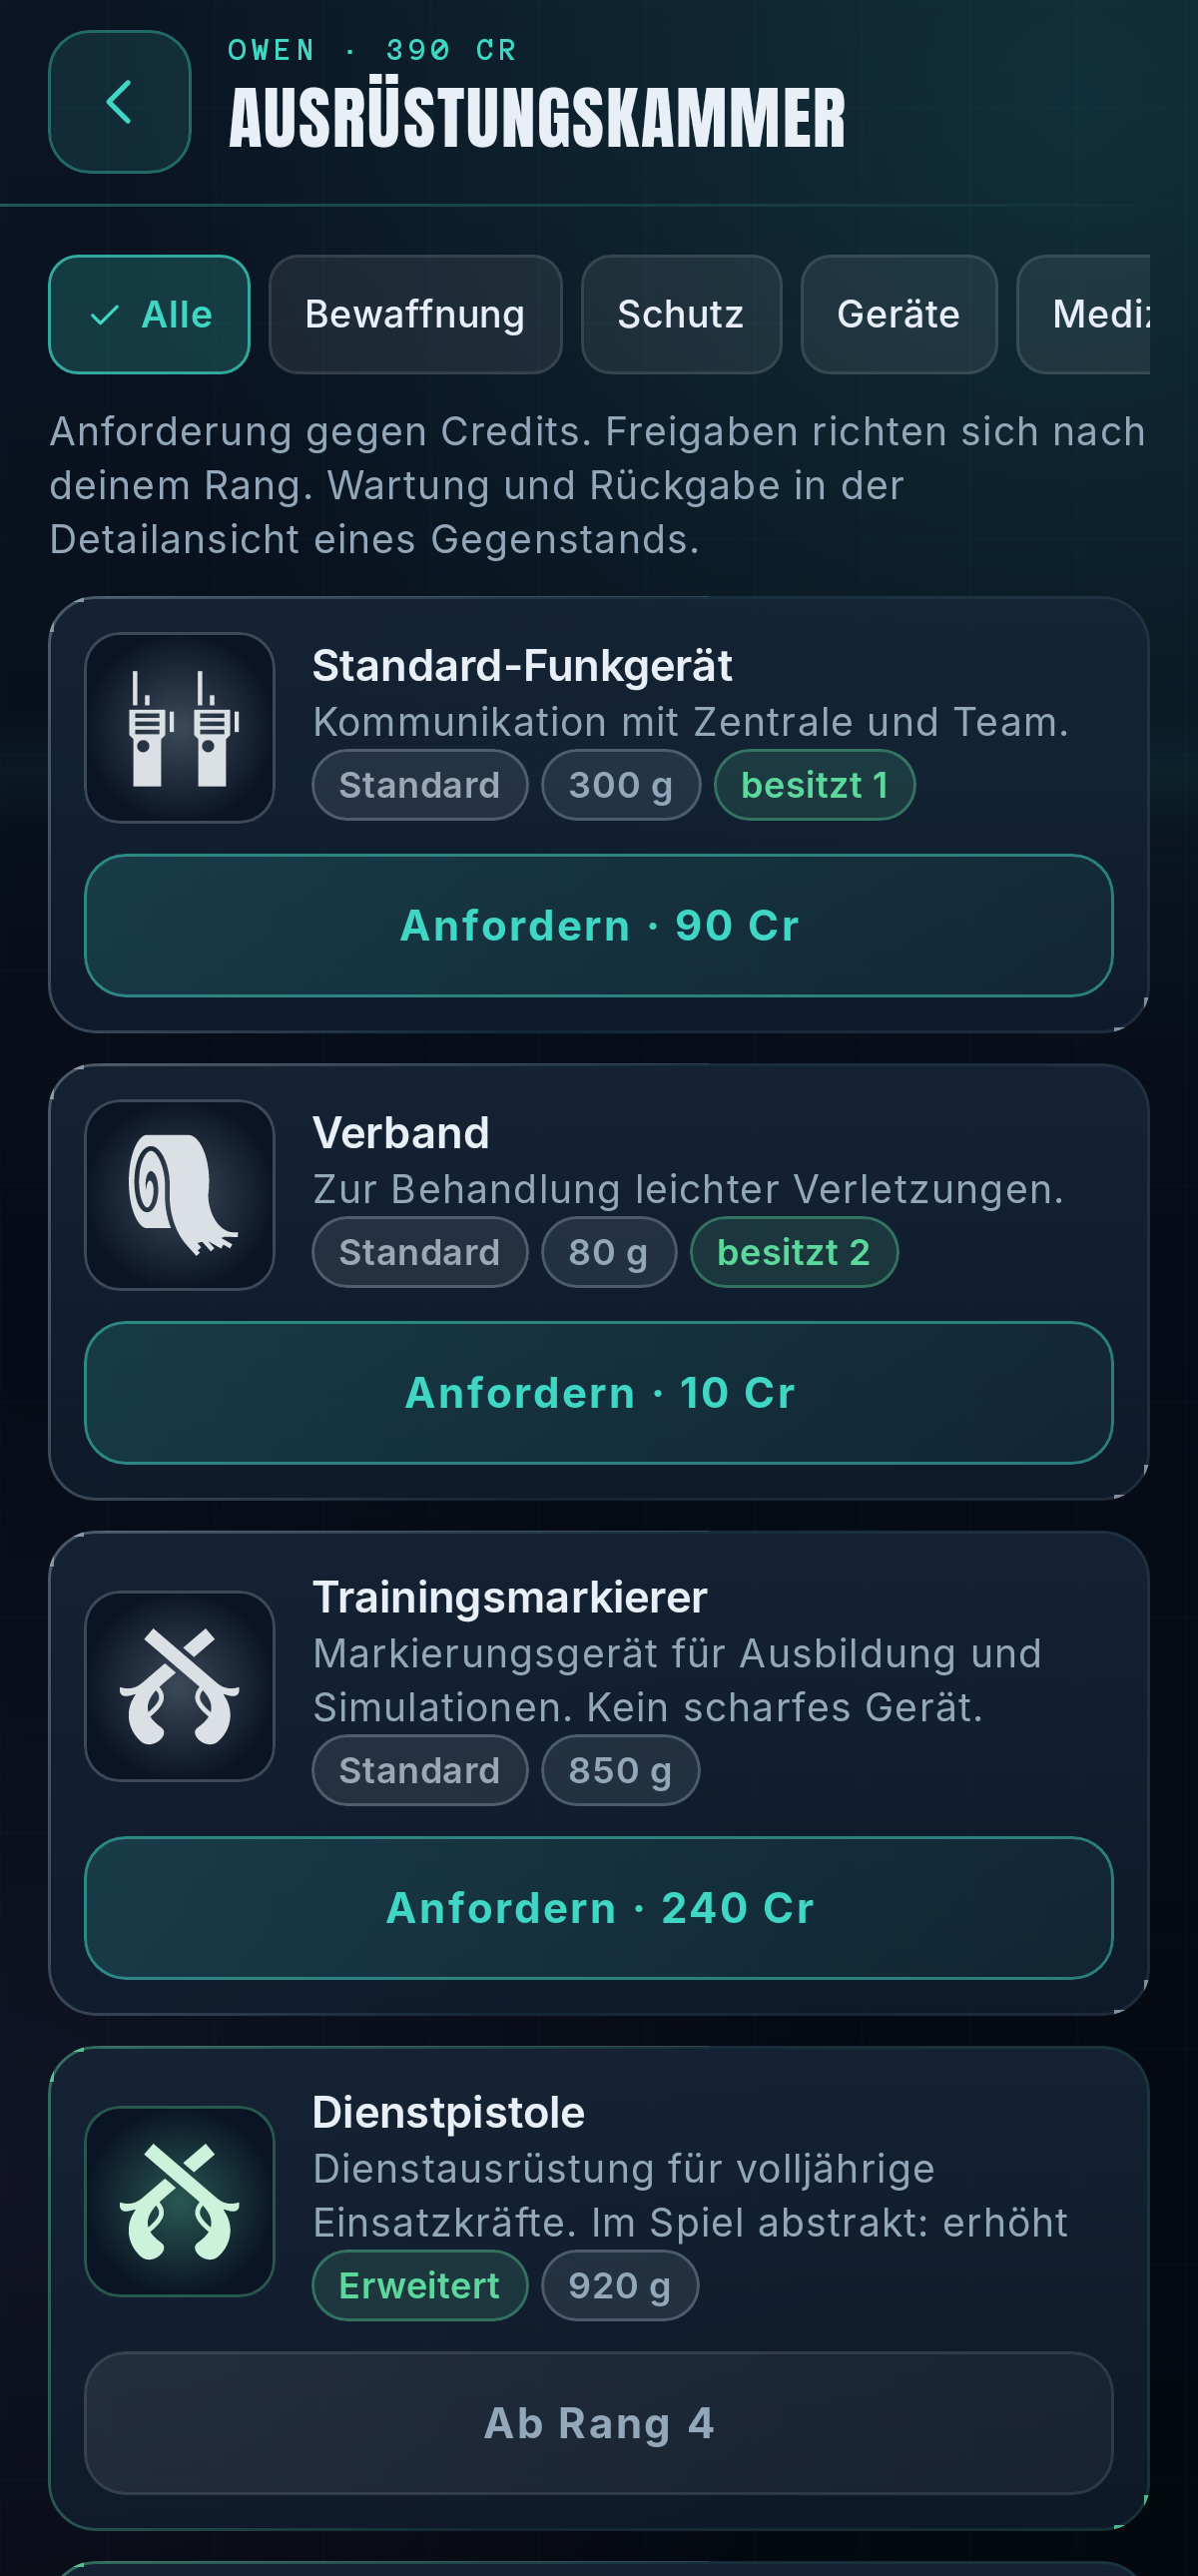 OWEN · 390 CR
AUSRÜSTUNGSKAMMER
Alle
Bewaffnung
Schutz
Geräte
Anforderung gegen Credits. Freigaben richten sich nach
deinem Rang. Wartung und Rückgabe in der
Detailansicht eines Gegenstands.
Standard-Funkgerät
Kommunikation mit Zentrale und Team.
Standard
300 g
besitzt 1
Anfordern · 90 Cr
Verband
Zur Behandlung leichter Verletzungen.
Standard
80 g
besitzt 2
Anfordern · 10 Cr
Trainingsmarkierer
Markierungsgerät für Ausbildung und
Simulationen. Kein scharfes Gerät.
Standard
850 g
Anfordern · 240 Cr
Dienstpistole
Dienstausrüstung für volljährige
Einsatzkräfte. Im Spiel abstrakt: erhöht
Erweitert
920 g
Ab Rang 4